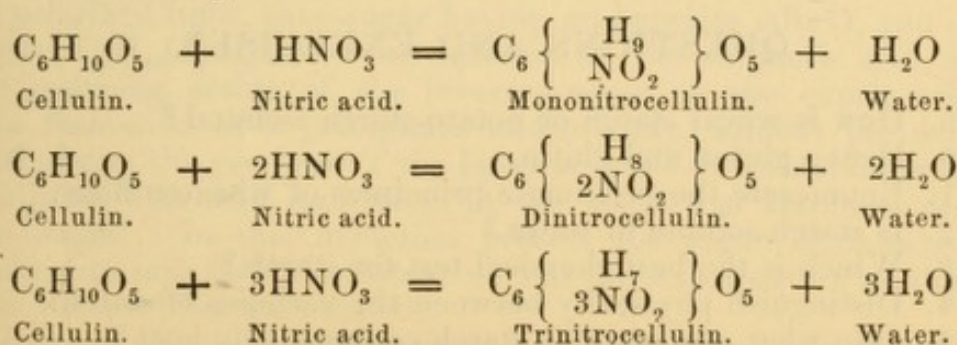 C₆H₁₀O₅ + HNO₃ = C₆ { H₉ NO₂ } O₅ + H₂O
Cellulin. Nitric acid. Mononitrocellulin. Water.
C₆H₁₀O₅ + 2HNO₃ = C₆ { H₈ 2NO₂ } O₅ + 2H₂O
Cellulin. Nitric acid. Dinitrocellulin. Water.
C₆H₁₀O₅ + 3HNO₃ = C₆ { H₇ 3NO₂ } O₅ + 3H₂O
Cellulin. Nitric acid. Trinitrocellulin. Water.